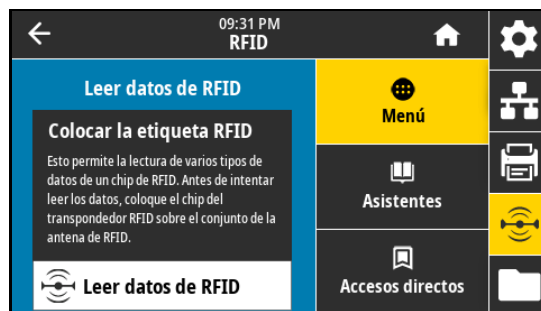 09:31 PM
RFID
Leer datos de RFID
Colocar la etiqueta RFID
Esto permite la lectura de varios tipos de
datos de un chip de RFID. Antes de intentar
leer los datos, coloque el chip del
transpondedor RFID sobre el conjunto de la
antena de RFID.
Leer datos de RFID
Menú
Asistentes
Accesos directos